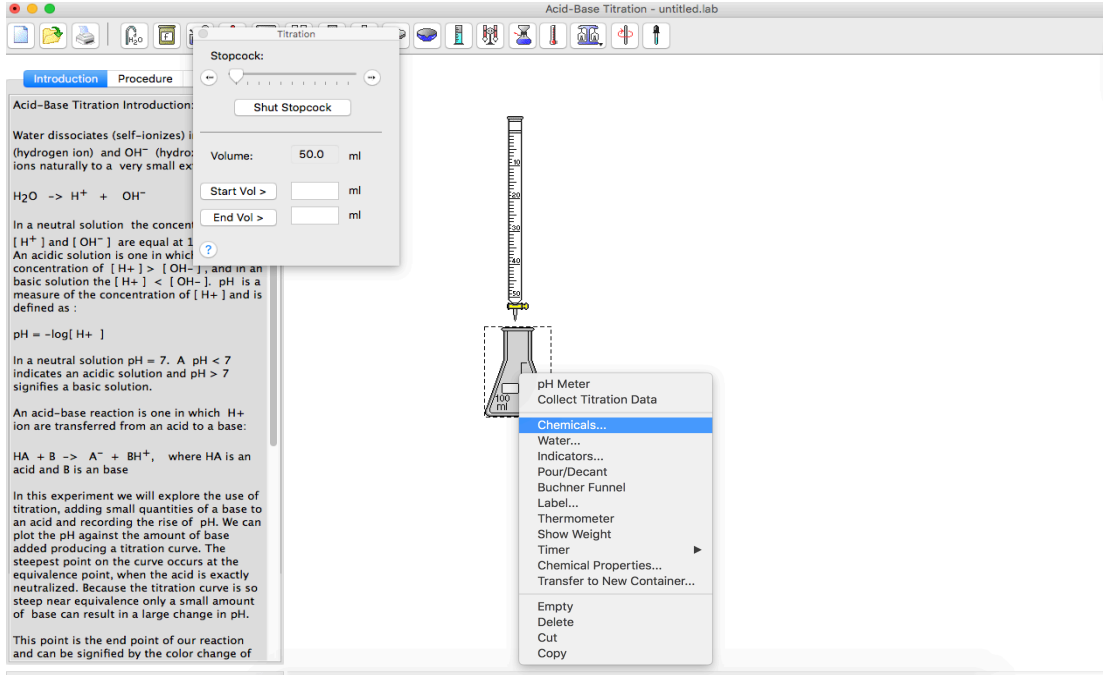 Acid-Base Titration - untitled.lab
H₂O
Titration
Stopcock:
Shut Stopcock
Volume: 50.0 ml
Start Vol > ml
End Vol > ml
?
Introduction Procedure
Acid-Base Titration Introduction:
Water dissociates (self-ionizes)
(hydrogen ion) and OH⁻
ions naturally to a very small
H₂O -> H⁺ + OH⁻
In a neutral solution the
[ H⁺ ] and [ OH⁻ ] are equal at
An acidic solution is one in
concentration of [ H+ ] > [ OH- ], and in an
basic solution the [ H+ ] < [ OH- ]. pH is a
measure of the concentration of [ H+ ] and is
defined as :
pH = -log[ H+ ]
In a neutral solution pH = 7. A pH < 7
indicates an acidic solution and pH > 7
signifies a basic solution.
An acid-base reaction is one in which H+
ion are transferred from an acid to a base:
HA + B -> A⁻ + BH⁺, where HA is an
acid and B is an base
In this experiment we will explore the use of
titration, adding small quantities of a base to
an acid and recording the rise of pH. We can
plot the pH against the amount of base
added producing a titration curve. The
steepest point on the curve occurs at the
equivalence point, when the acid is exactly
neutralized. Because the titration curve is so
steep near equivalence only a small amount
of base can result in a large change in pH.
This point is the end point of our reaction
and can be signified by the color change of
10
20
30
40
50
100
ml
pH Meter
Collect Titration Data
Chemicals...
Water...
Indicators...
Pour/Decant
Buchner Funnel
Label...
Thermometer
Show Weight
Timer
Chemical Properties...
Transfer to New Container...
Empty
Delete
Cut
Copy